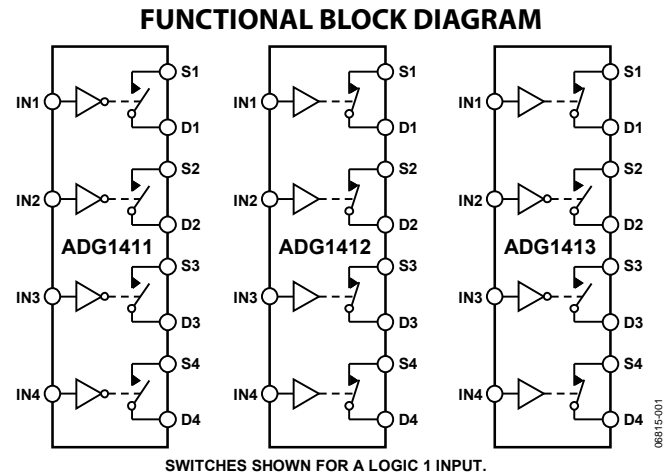 FUNCTIONAL BLOCK DIAGRAM
S1 S1 S1
IN1 IN1 IN1
D1 D1 D1
S2 S2 S2
IN2 IN2 IN2
D2 D2 D2
ADG1411 ADG1412 ADG1413
S3 S3 S3
IN3 IN3 IN3
D3 D3 D3
S4 S4 S4
IN4 IN4 IN4
D4 D4 D4
06815-001
SWITCHES SHOWN FOR A LOGIC 1 INPUT.